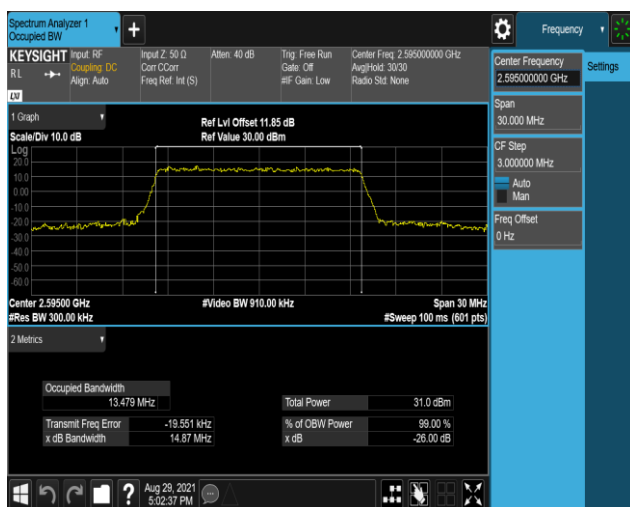 Spectrum Analyzer 1
Occupied BW
+
Frequency
KEYSIGHT
RL
LXI
Input: RF
Coupling: DC
Align: Auto
Input Z: 50 Ω
Corr CCorr
Freq Ref: Int (S)
Atten: 40 dB
Trig: Free Run
Gate: Off
#IF Gain: Low
Center Freq: 2.595000000 GHz
Avg|Hold: 30/30
Radio Std: None
Center Frequency
2.595000000 GHz
Settings
Span
30.000 MHz
CF Step
3.000000 MHz
Auto
Man
Freq Offset
0 Hz
1 Graph
Scale/Div 10.0 dB
Ref Lvl Offset 11.85 dB
Ref Value 30.00 dBm
Log
20.0
10.0
0.00
-10.0
-20.0
-30.0
-40.0
-50.0
-60.0
Center 2.59500 GHz
#Video BW 910.00 kHz
Span 30 MHz
#Res BW 300.00 kHz
#Sweep 100 ms (601 pts)
2 Metrics
Occupied Bandwidth
13.479 MHz
Total Power 31.0 dBm
Transmit Freq Error -19.551 kHz
% of OBW Power 99.00 %
x dB Bandwidth 14.87 MHz
x dB -26.00 dB
?
Aug 29, 2021
5:02:37 PM